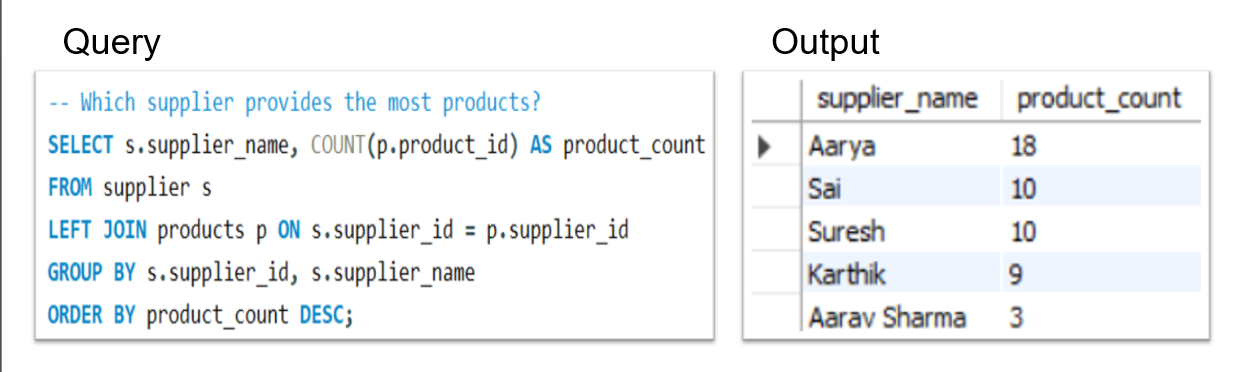 Query
-- Which supplier provides the most products?
SELECT s.supplier_name, COUNT(p.product_id) AS product_count
FROM supplier s
LEFT JOIN products p ON s.supplier_id = p.supplier_id
GROUP BY s.supplier_id, s.supplier_name
ORDER BY product_count DESC;
Output
supplier_name product_count
Aarya 18
Sai 10
Suresh 10
Karthik 9
Aarav Sharma 3